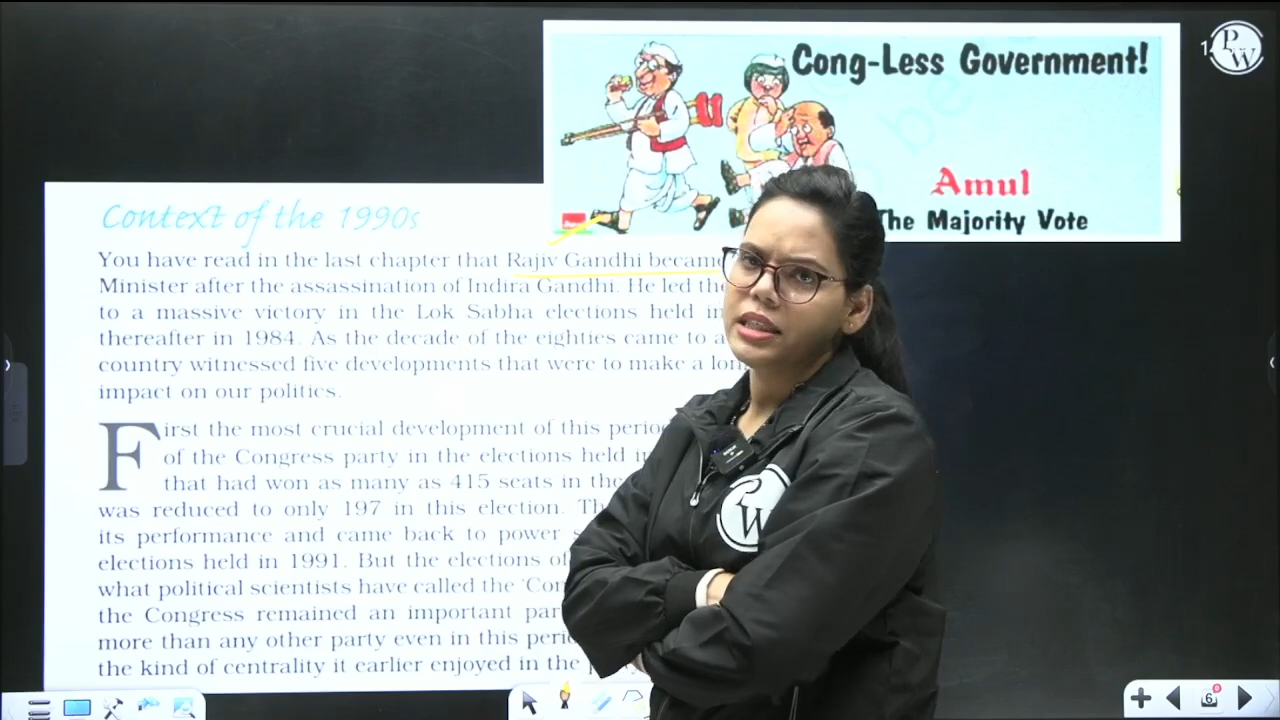 Cong-Less Government!
Amul
The Majority Vote
PW
Context of the 1990s
You have read in the last chapter that Rajiv Gandhi became
Minister after the assassination of Indira Gandhi. He led the
to a massive victory in the Lok Sabha elections held in
thereafter in 1984. As the decade of the eighties came to a
country witnessed five developments that were to make a
impact on our politics.
First the most crucial development of this
of the Congress party in the elections held
that had won as many as 415 seats in the
was reduced to only 197 in this election.
its performance and came back to power
elections held in 1991. But the elections of
what political scientists have called the
the Congress remained an important
more than any other party even in this
the kind of centrality it earlier enjoyed in the
PW
6